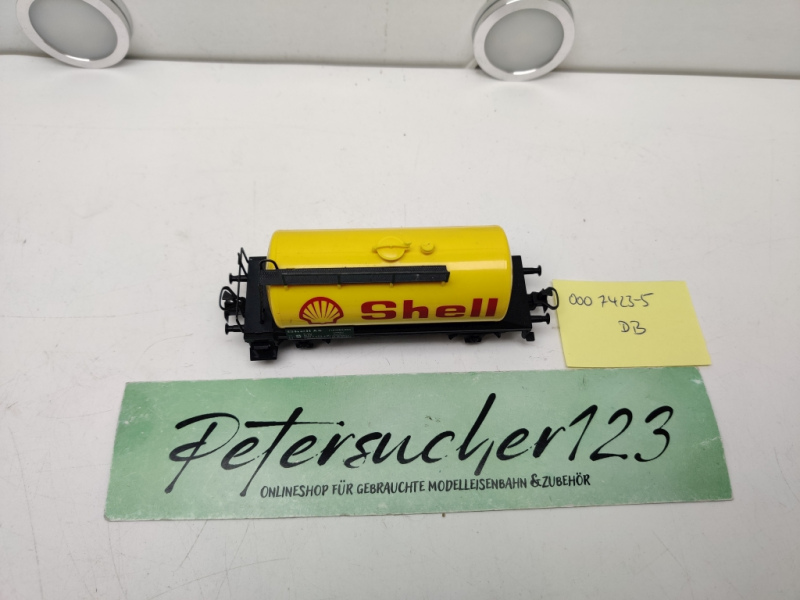 Shell
000 7423-5
DB
Petersucher123
ONLINESHOP FÜR GEBRAUCHTE MODELLEISENBAHN &ZUBEHÖR